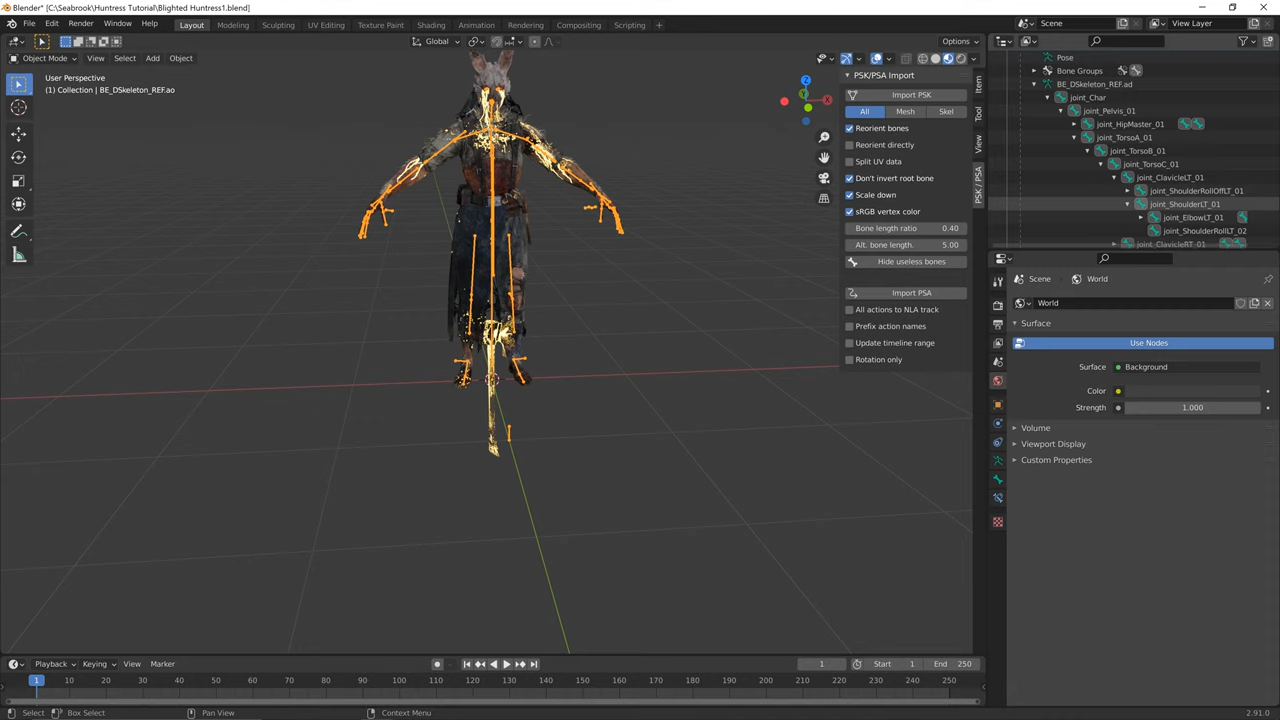 Blender* [C:\Seabrook\Huntress Tutorial\Blighted Huntress1.blend]
File Edit Render Window Help
Layout Modeling Sculpting UV Editing Texture Paint Shading Animation Rendering Compositing Scripting +
Scene View Layer
Global Options
Object Mode View Select Add Object
User Perspective
(1) Collection | BE_DSkeleton_REF.ao
Z
X
PSK/PSA Import
Import PSK
All Mesh Skel
Reorient bones
Reorient directly
Split UV data
Don't invert root bone
Scale down
sRGB vertex color
Bone length ratio 0.40
Alt. bone length. 5.00
Hide useless bones
Import PSA
All actions to NLA track
Prefix action names
Update timeline range
Rotation only
Item
Tool
View
PSK / PSA
Pose
Bone Groups
BE_DSkeleton_REF.ad
joint_Char
joint_Pelvis_01
joint_HipMaster_01
joint_TorsoA_01
joint_TorsoB_01
joint_TorsoC_01
joint_ClavicleLT_01
joint_ShoulderRollOffLT_01
joint_ShoulderLT_01
joint_ElbowLT_01
joint_ShoulderRollLT_02
joint_ClavicleRT_01
Scene World
World
Surface
Use Nodes
Surface Background
Color
Strength 1.000
Volume
Viewport Display
Custom Properties
Playback Keying View Marker
1 Start 1 End 250
1 10 20 30 40 50 60 70 80 90 100 110 120 130 140 150 160 170 180 190 200 210 220 230 240 250
Select Box Select Pan View Context Menu 2.91.0